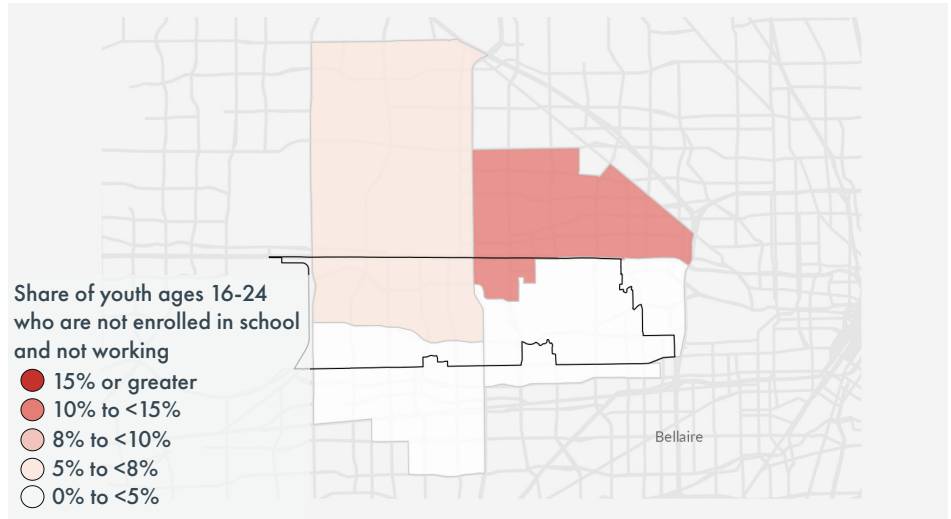 Share of youth ages 16-24
who are not enrolled in school
and not working
15% or greater
10% to <15%
8% to <10%
5% to <8%
0% to <5%
Bellaire